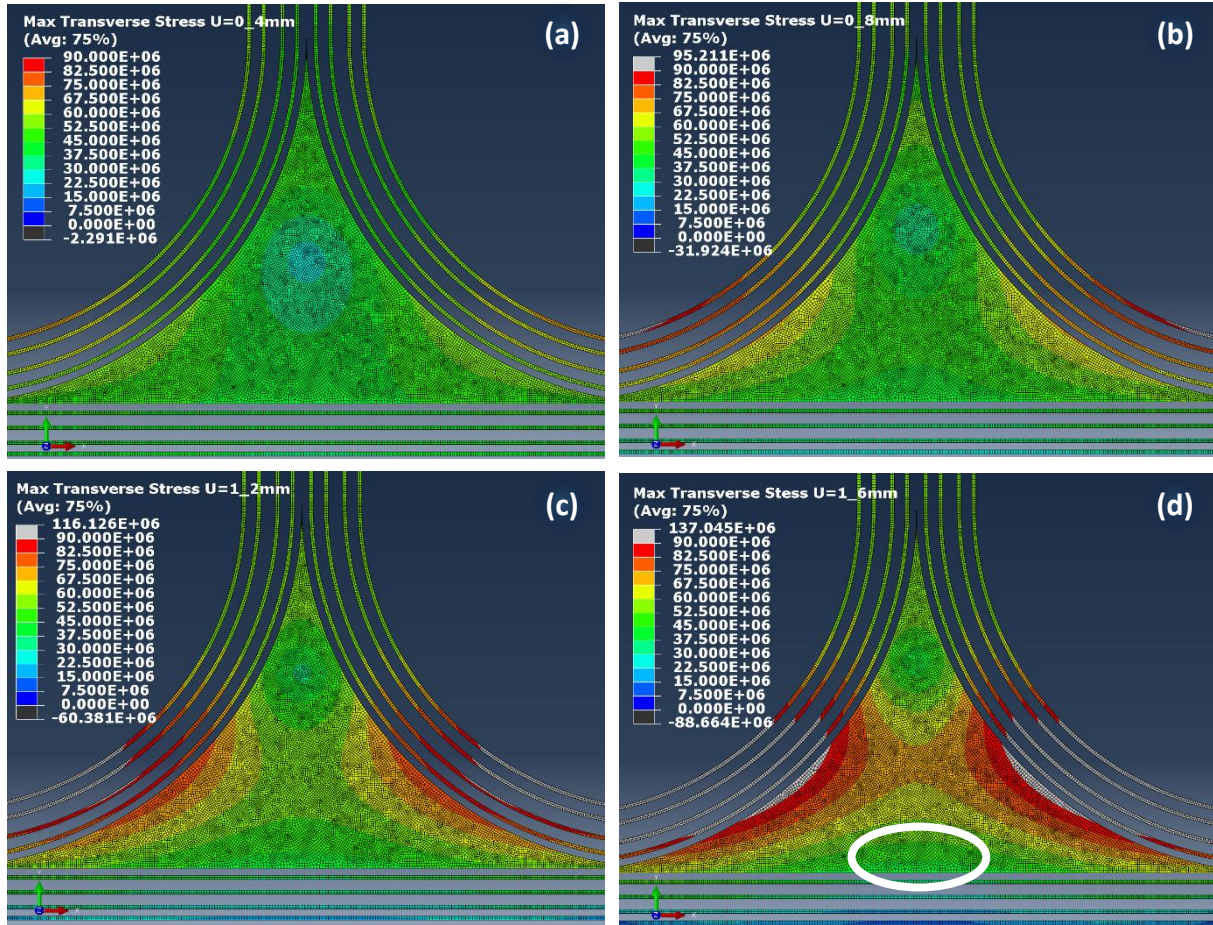 Max Transverse Stress U=0_4mm
(Avg: 75%)
90.000E+06
82.500E+06
75.000E+06
67.500E+06
60.000E+06
52.500E+06
45.000E+06
37.500E+06
30.000E+06
22.500E+06
15.000E+06
7.500E+06
0.000E+00
-2.291E+06
(a)
Y
Z X
Max Transverse Stress U=0_8mm
(Avg: 75%)
95.211E+06
90.000E+06
82.500E+06
75.000E+06
67.500E+06
60.000E+06
52.500E+06
45.000E+06
37.500E+06
30.000E+06
22.500E+06
15.000E+06
7.500E+06
0.000E+00
-31.924E+06
(b)
Y
Z X
Max Transverse Stress U=1_2mm
(Avg: 75%)
116.126E+06
90.000E+06
82.500E+06
75.000E+06
67.500E+06
60.000E+06
52.500E+06
45.000E+06
37.500E+06
30.000E+06
22.500E+06
15.000E+06
7.500E+06
0.000E+00
-60.381E+06
(c)
Y
Z X
Max Transverse Stess U=1_6mm
(Avg: 75%)
137.045E+06
90.000E+06
82.500E+06
75.000E+06
67.500E+06
60.000E+06
52.500E+06
45.000E+06
37.500E+06
30.000E+06
22.500E+06
15.000E+06
7.500E+06
0.000E+00
-88.664E+06
(d)
Y
Z X